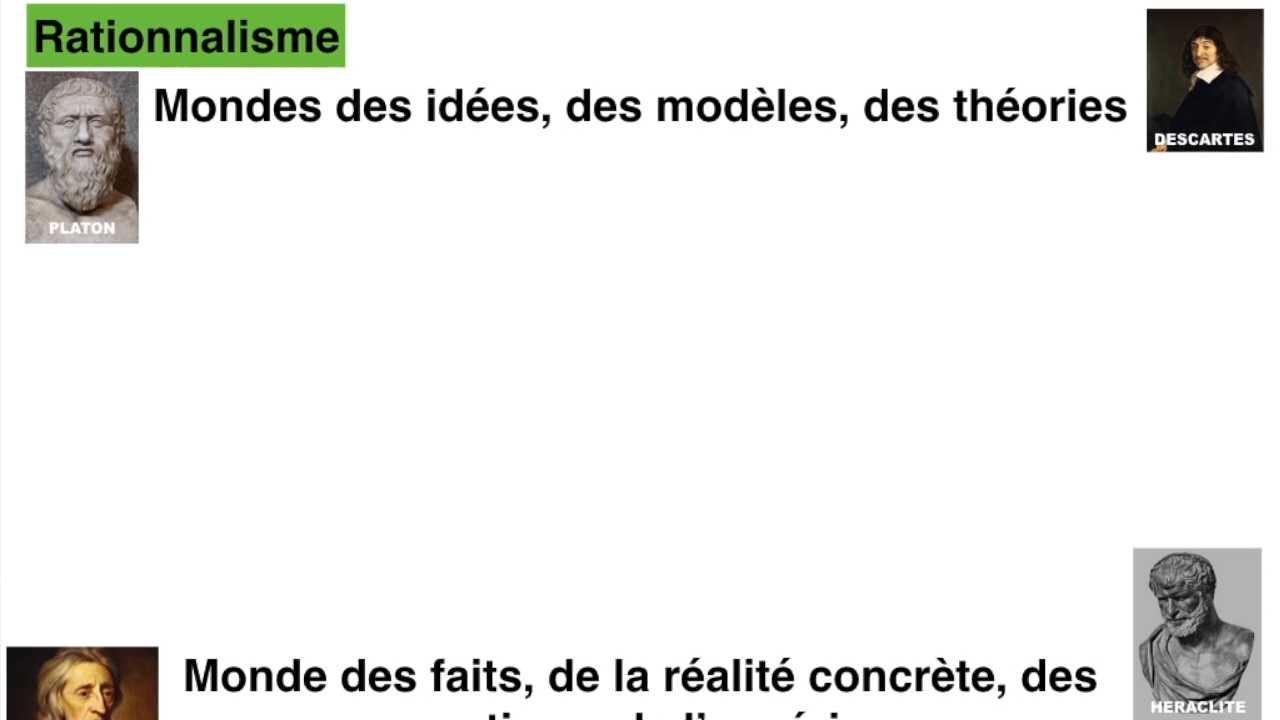 Rationnalisme
Mondes des idées, des modèles, des théories
DESCARTES
PLATON
Monde des faits, de la réalité concrète, des
HERACLITE